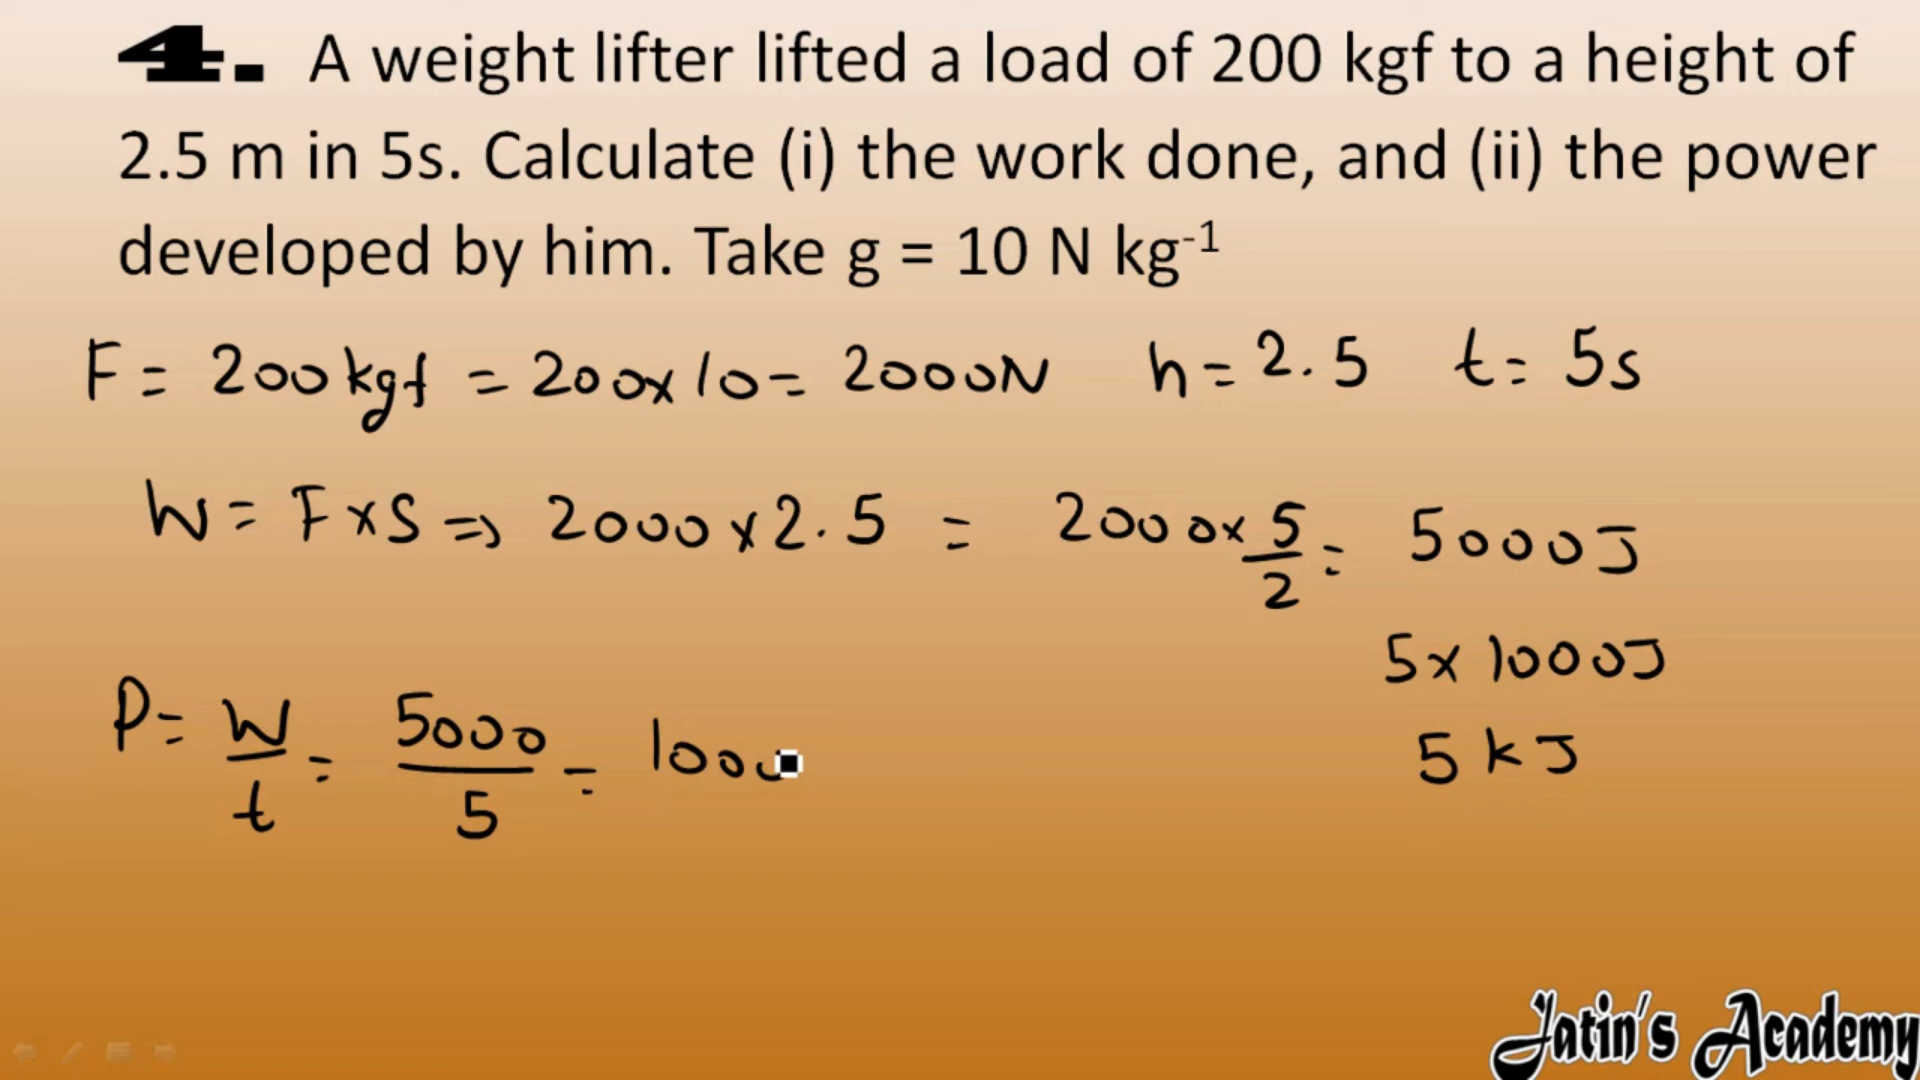 4. A weight lifter lifted a load of 200 kgf to a height of
2.5 m in 5s. Calculate (i) the work done, and (ii) the power
developed by him. Take g = 10 N kg⁻¹
F = 200 kgf = 200 x 10 = 2000N h = 2.5 t = 5s
W = F x S => 2000 x 2.5 = 2000 x 5/2 = 5000J
5 x 1000J
5 kJ
P = W/t = 5000/5 = 1000
Jatin's Academy